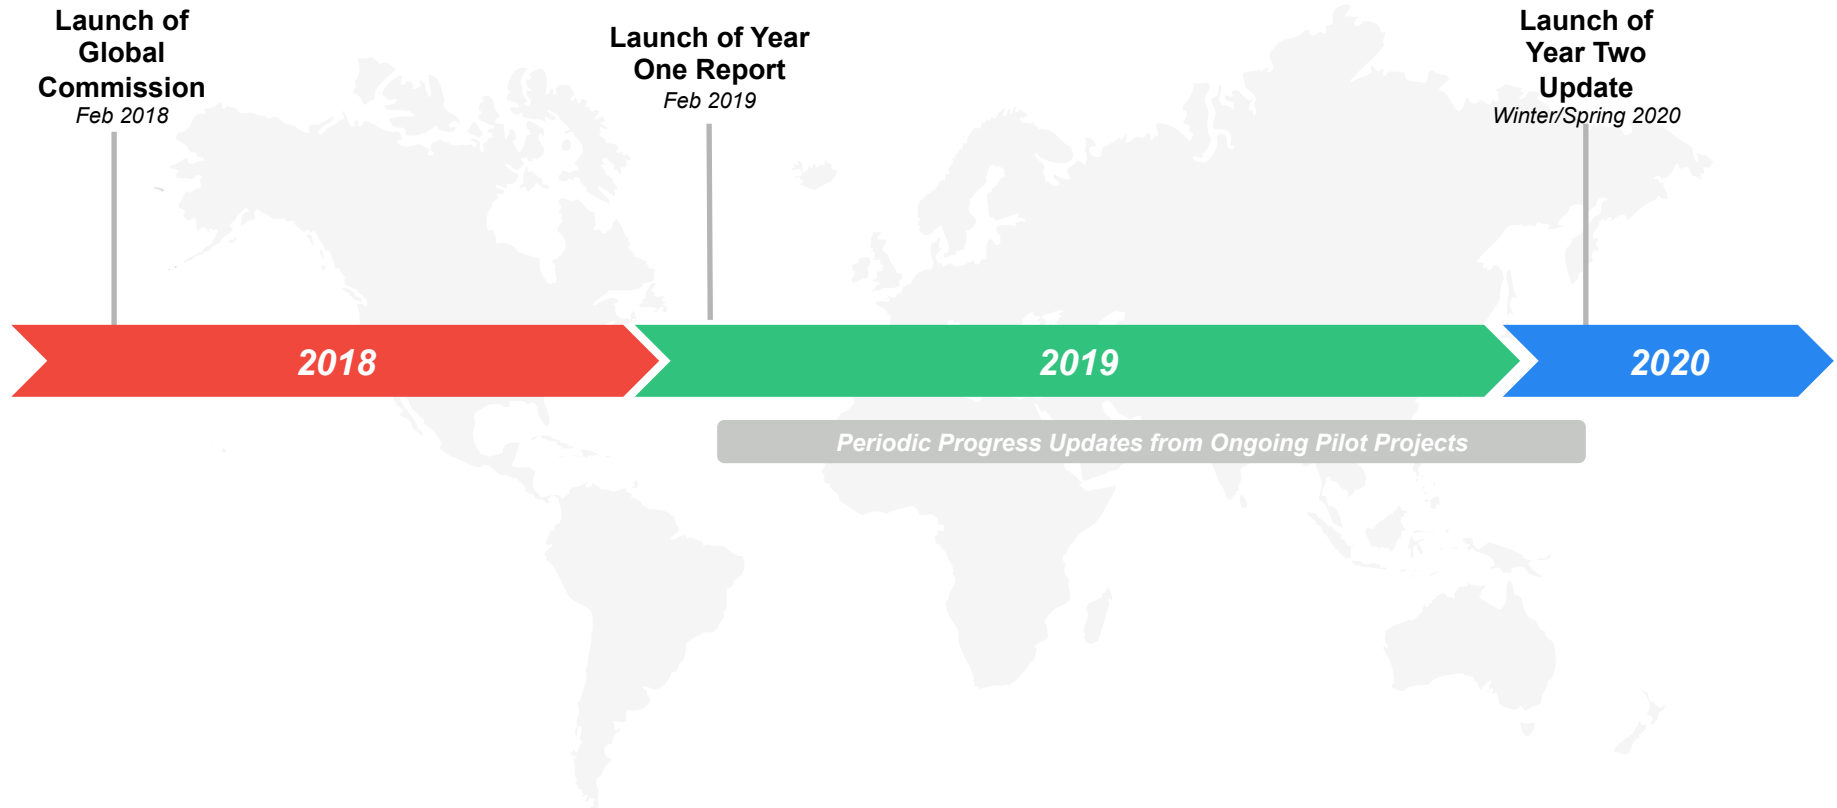 Launch of
Global
Commission
Feb 2018
Launch of Year
One Report
Feb 2019
Launch of
Year Two
Update
Winter/Spring 2020
2018
2019
2020
Periodic Progress Updates from Ongoing Pilot Projects